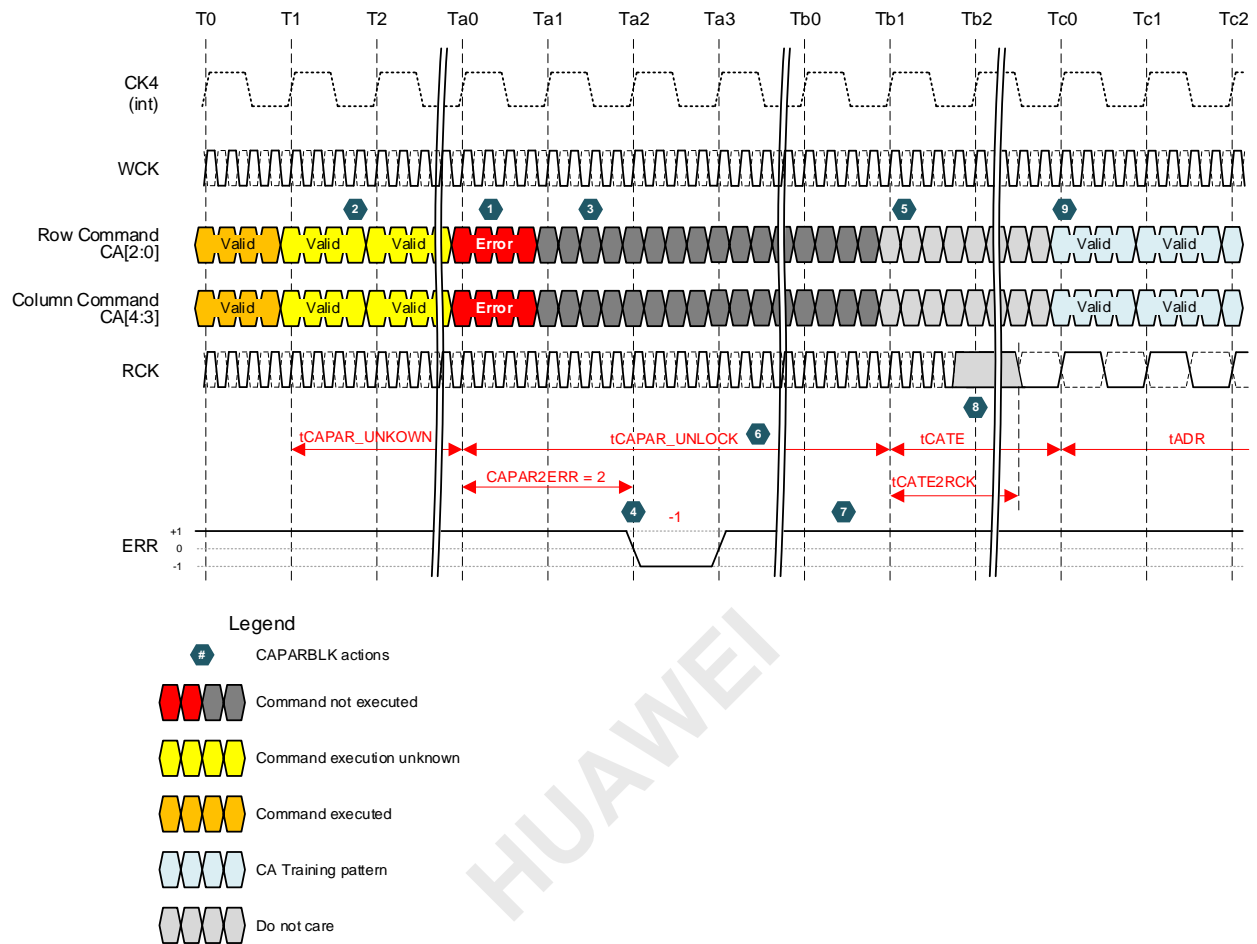 T0 T1 T2 Ta0 Ta1 Ta2 Ta3 Tb0 Tb1 Tb2 Tc0 Tc1 Tc2
CK4
(int)
WCK
2 1 3 5 9
Row Command
CA[2:0]
Valid Valid Valid Error Valid Valid
Column Command
CA[4:3]
Valid Valid Valid Error Valid Valid
RCK
8
tCAPAR_UNKOWN tCAPAR_UNLOCK 6 tCATE tADR
CAPAR2ERR = 2 tCATE2RCK
4 -1 7
ERR
+1
0
-1
Legend
# CAPARBLK actions
Command not executed
Command execution unknown
Command executed
CA Training pattern
Do not care
HUAWEI